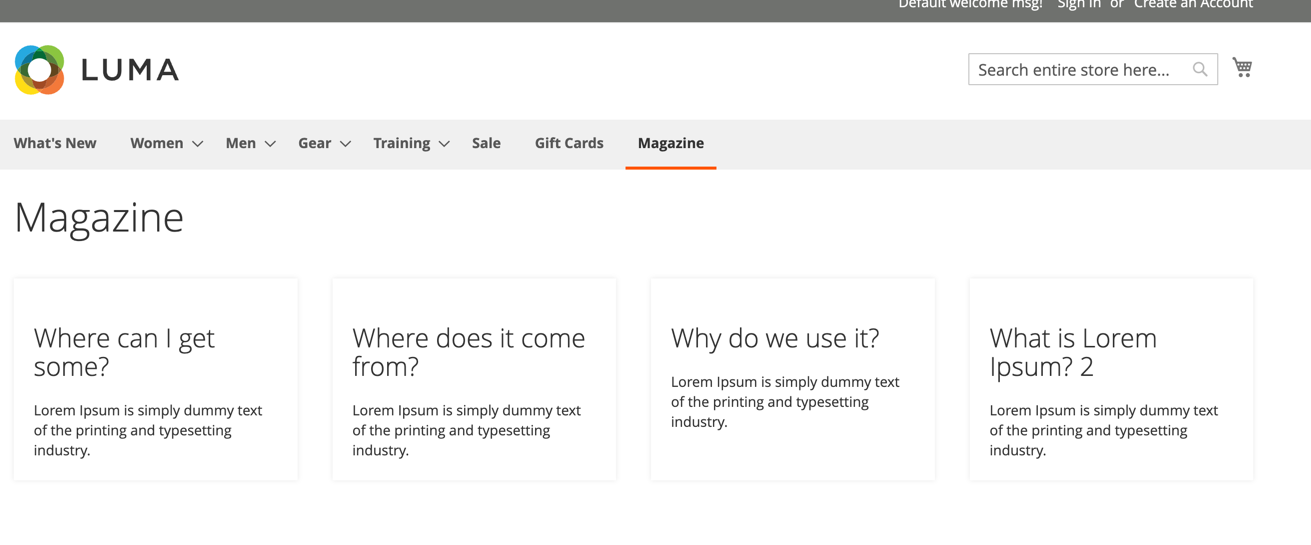 Default welcome msg! Sign In or Create an Account
LUMA
Search entire store here...
What's New Women Men Gear Training Sale Gift Cards Magazine
Magazine
Where can I get
some?
Lorem Ipsum is simply dummy text
of the printing and typesetting
industry.
Where does it come
from?
Lorem Ipsum is simply dummy text
of the printing and typesetting
industry.
Why do we use it?
Lorem Ipsum is simply dummy text
of the printing and typesetting
industry.
What is Lorem
Ipsum? 2
Lorem Ipsum is simply dummy text
of the printing and typesetting
industry.